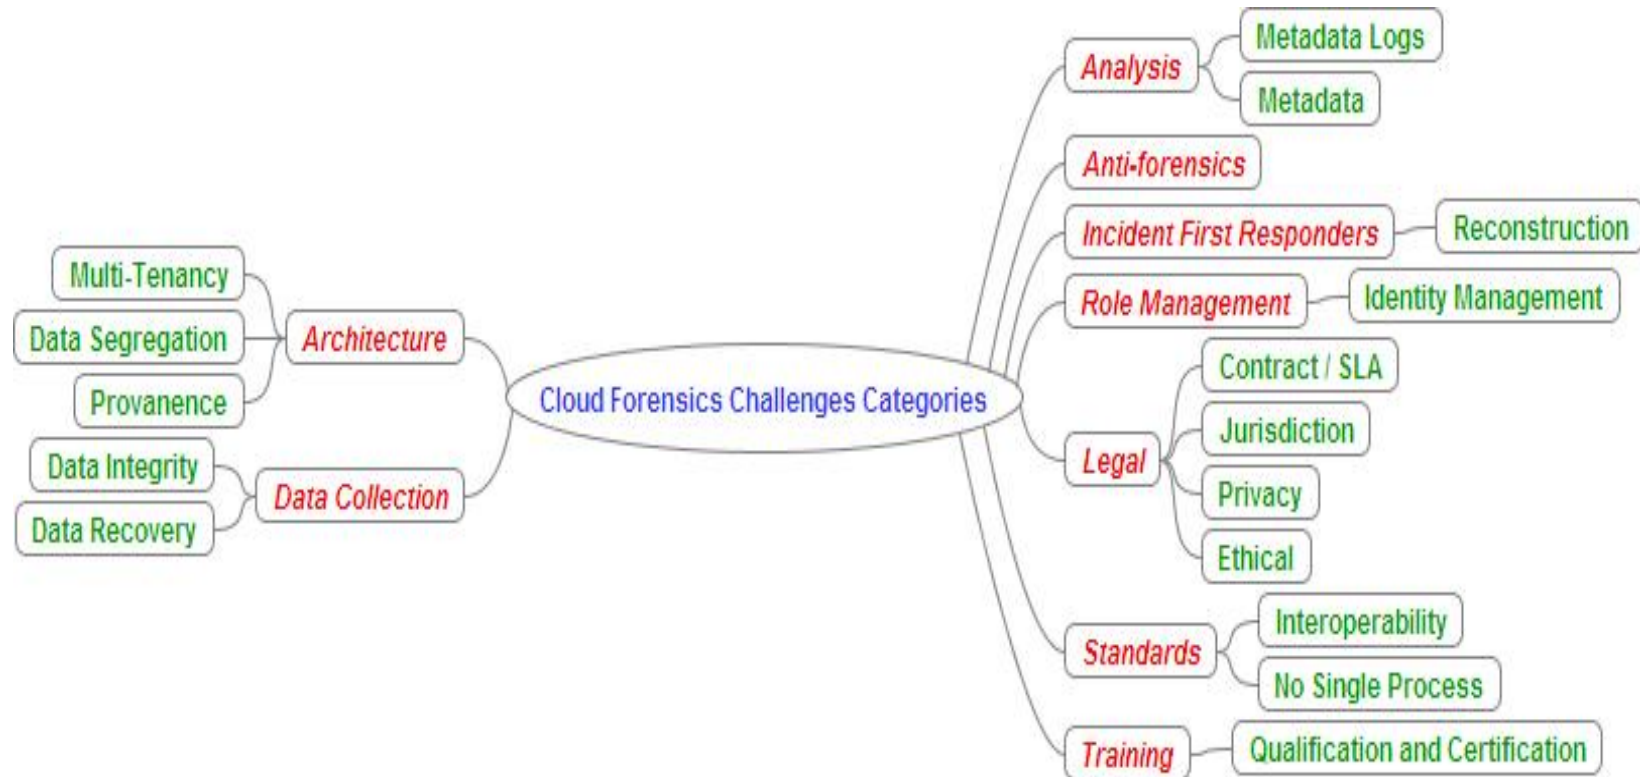 Cloud Forensics Challenges Categories
Architecture
Multi-Tenancy
Data Segregation
Provanence
Data Collection
Data Integrity
Data Recovery
Analysis
Metadata Logs
Metadata
Anti-forensics
Incident First Responders
Reconstruction
Role Management
Identity Management
Legal
Contract / SLA
Jurisdiction
Privacy
Ethical
Standards
Interoperability
No Single Process
Training
Qualification and Certification